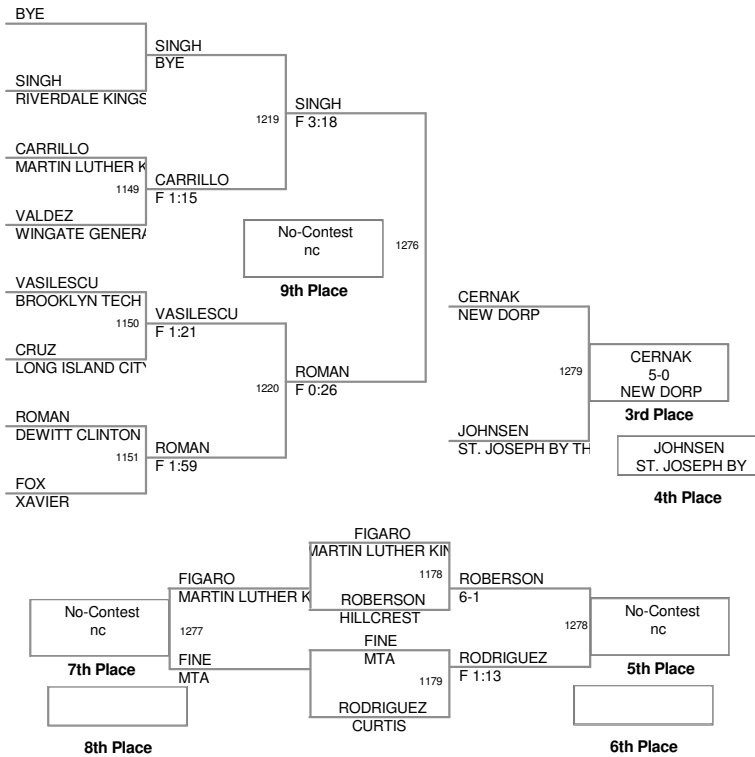 BYE
SINGH
BYE
SINGH
RIVERDALE KINGS
1219
SINGH
F 3:18
CARRILLO
MARTIN LUTHER K
1149
CARRILLO
F 1:15
VALDEZ
WINGATE GENERA
No-Contest
nc
9th Place
1276
VASILESCU
BROOKLYN TECH
1150
VASILESCU
F 1:21
CRUZ
LONG ISLAND CITY
1220
ROMAN
F 0:26
ROMAN
DEWITT CLINTON
1151
ROMAN
F 1:59
FOX
XAVIER
CERNAK
NEW DORP
1279
CERNAK
5-0
NEW DORP
3rd Place
JOHNSEN
ST. JOSEPH BY TH
JOHNSEN
ST. JOSEPH BY
4th Place
FIGARO
MARTIN LUTHER KIN
1178
ROBERSON
HILLCREST
FIGARO
MARTIN LUTHER K
1277
FINE
MTA
No-Contest
nc
7th Place
8th Place
FINE
MTA
1179
RODRIGUEZ
CURTIS
ROBERSON
6-1
1278
RODRIGUEZ
F 1:13
No-Contest
nc
5th Place
6th Place